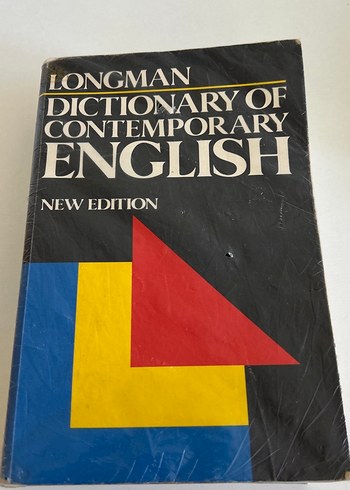 LONGMAN
DICTIONARY OF
CONTEMPORARY
ENGLISH
NEW EDITION